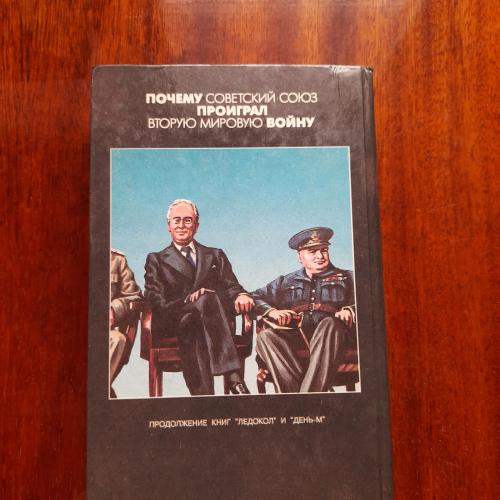 ПОЧЕМУ СОВЕТСКИЙ СОЮЗ
ПРОИГРАЛ
ВТОРУЮ МИРОВУЮ ВОЙНУ
ПРОДОЛЖЕНИЕ КНИГ "ЛЕДОКОЛ" И "ДЕНЬ-М"